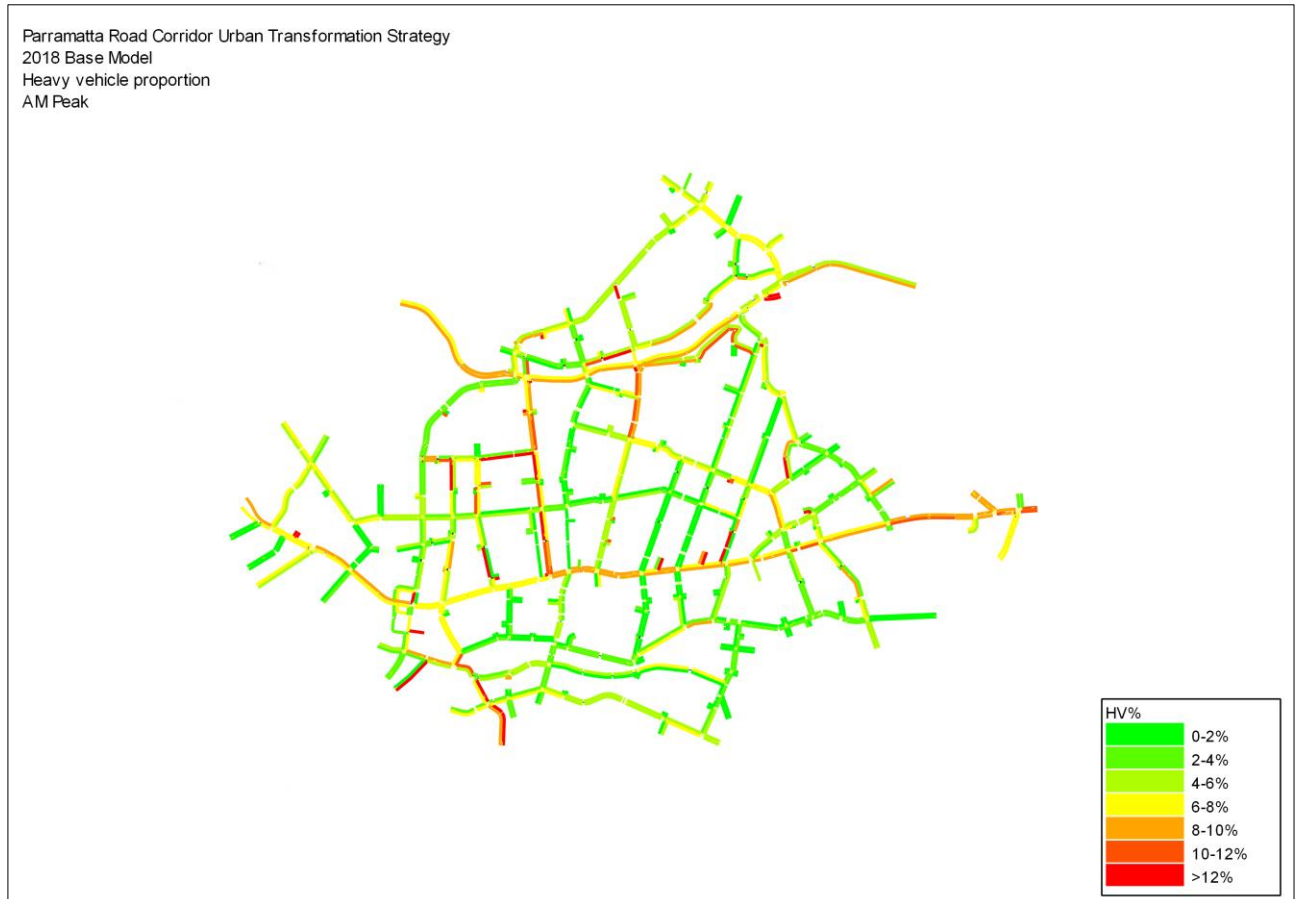 Parramatta Road Corridor Urban Transformation Strategy
2018 Base Model
Heavy vehicle proportion
AM Peak
HV%
0-2%
2-4%
4-6%
6-8%
8-10%
10-12%
>12%